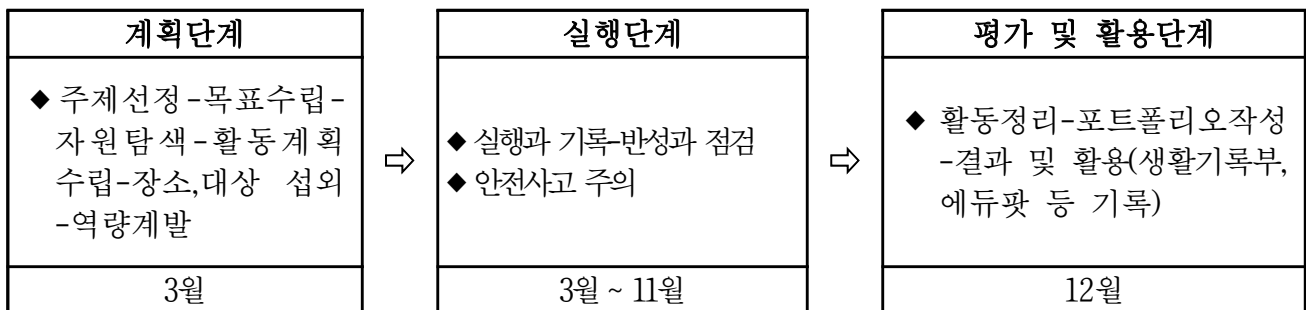 계획단계
◆ 주제선정-목표수립-
자원탐색-활동계획
수립-장소,대상 섭외
-역량계발
3월
⇨
실행단계
◆ 실행과 기록-반성과 점검
◆ 안전사고 주의
3월 ~ 11월
⇨
평가 및 활용단계
◆ 활동정리-포트폴리오작성
-결과 및 활용(생활기록부,
에듀팟 등 기록)
12월